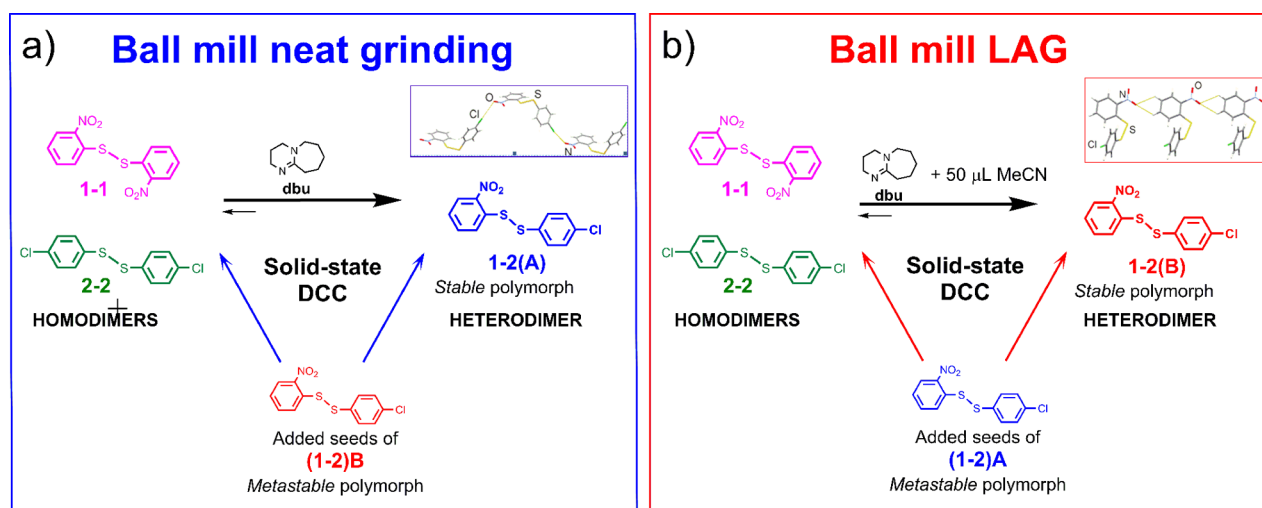 a)
Ball mill neat grinding
NO2
S
S
O2N
1-1
N
N
dbu
O
S
Cl
N
NO2
S
S
Cl
1-2(A)
Stable polymorph
HETERODIMER
Cl
S
S
Cl
2-2
+
HOMODIMERS
Solid-state
DCC
NO2
S
S
Cl
Added seeds of
(1-2)B
Metastable polymorph
b)
Ball mill LAG
NO2
S
S
O2N
1-1
N
N
dbu
+ 50 μL MeCN
N
O
S
Cl
NO2
S
S
Cl
1-2(B)
Stable polymorph
HETERODIMER
Cl
S
S
Cl
2-2
HOMODIMERS
Solid-state
DCC
NO2
S
S
Cl
Added seeds of
(1-2)A
Metastable polymorph